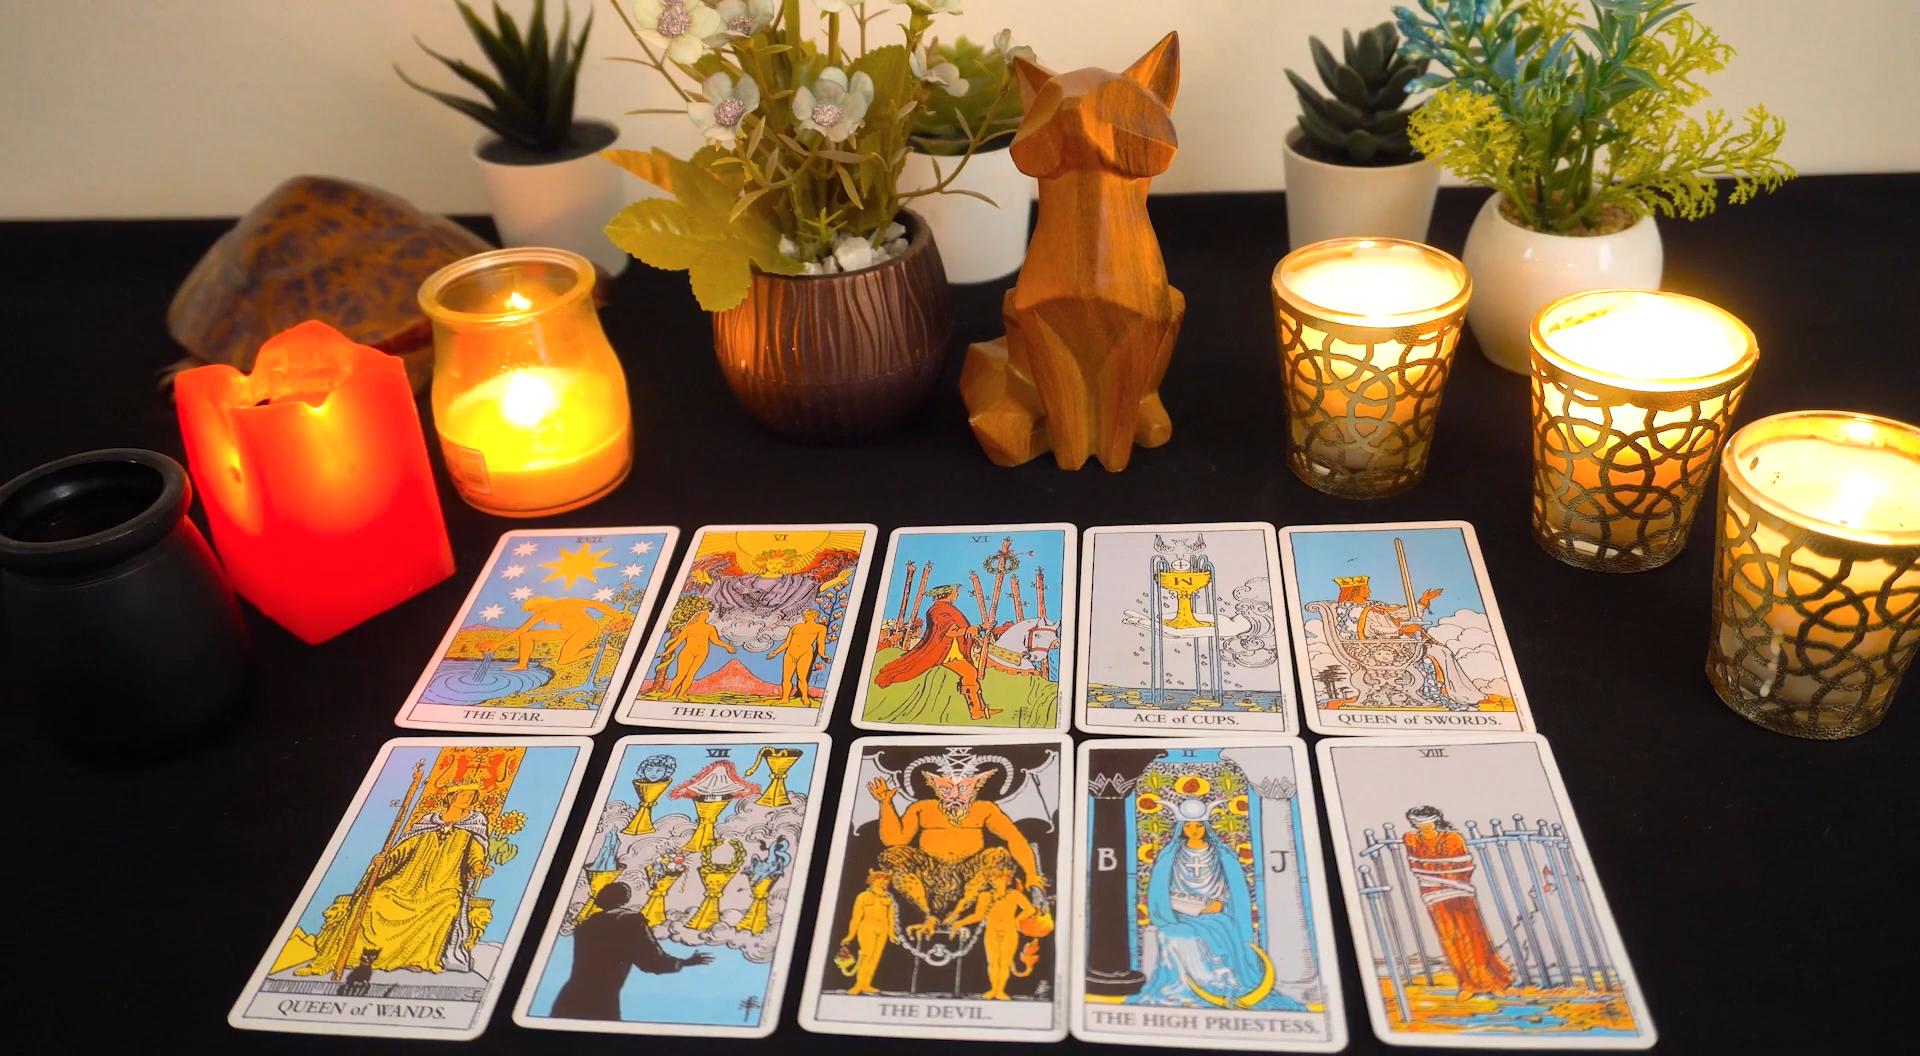 XVII
THE STAR.
VI
THE LOVERS.
VI
ACE of CUPS.
QUEEN of SWORDS.
QUEEN of WANDS.
VII
XV
THE DEVIL.
II
B
J
THE HIGH PRIESTESS.
VIII